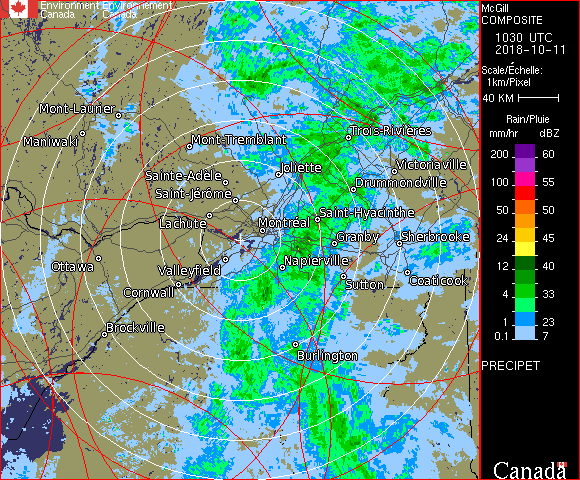 Environment Environnement
Canada Canada
McGill
COMPOSITE
1030 UTC
2018-10-11
Scale/Échelle:
1km/Pixel
40 KM
Rain/Pluie
mm/hr dBZ
200 60
100 55
50 50
24 45
12 40
4 33
1 23
0.1 7
PRECIPET
Canada
Mont-Laurier
Maniwaki
Mont-Tremblant
Trois-Rivières
Sainte-Adèle
Joliette
Victoriaville
Saint-Jérôme
Drummondville
Lachute
Saint-Hyacinthe
Montréal
Granby
Sherbrooke
Ottawa
Valleyfield
Napierville
Cornwall
Sutton
Coaticook
Brockville
Burlington